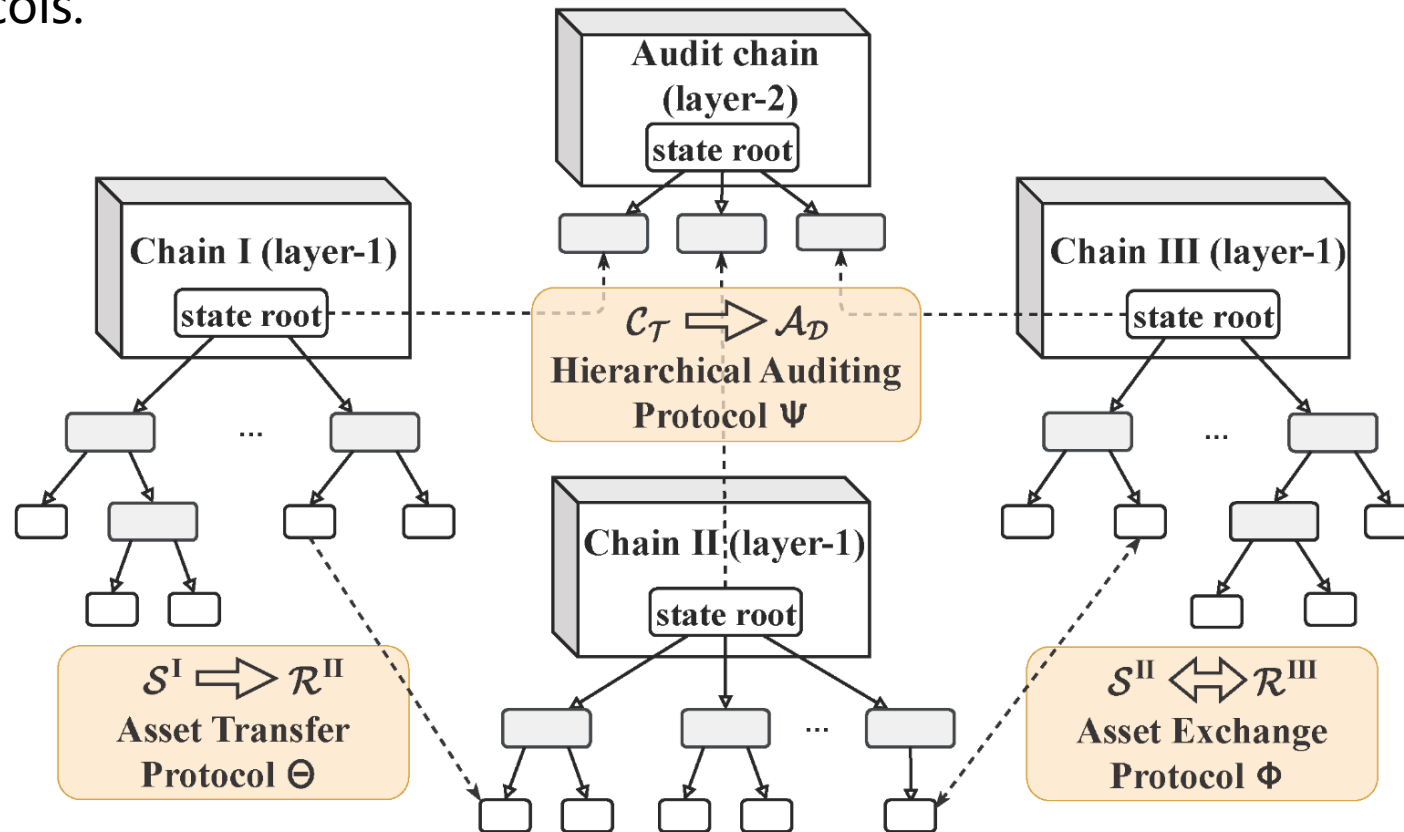 cols.
Audit chain
(layer-2)
state root
Chain I (layer-1)
state root
Chain III (layer-1)
state root
𝒞_𝒯 ⇒ 𝒜_𝒟
Hierarchical Auditing
Protocol Ψ
...
...
Chain II (layer-1)
state root
𝒮^I ⇒ ℛ^II
Asset Transfer
Protocol Θ
...
𝒮^II ⇔ ℛ^III
Asset Exchange
Protocol Φ